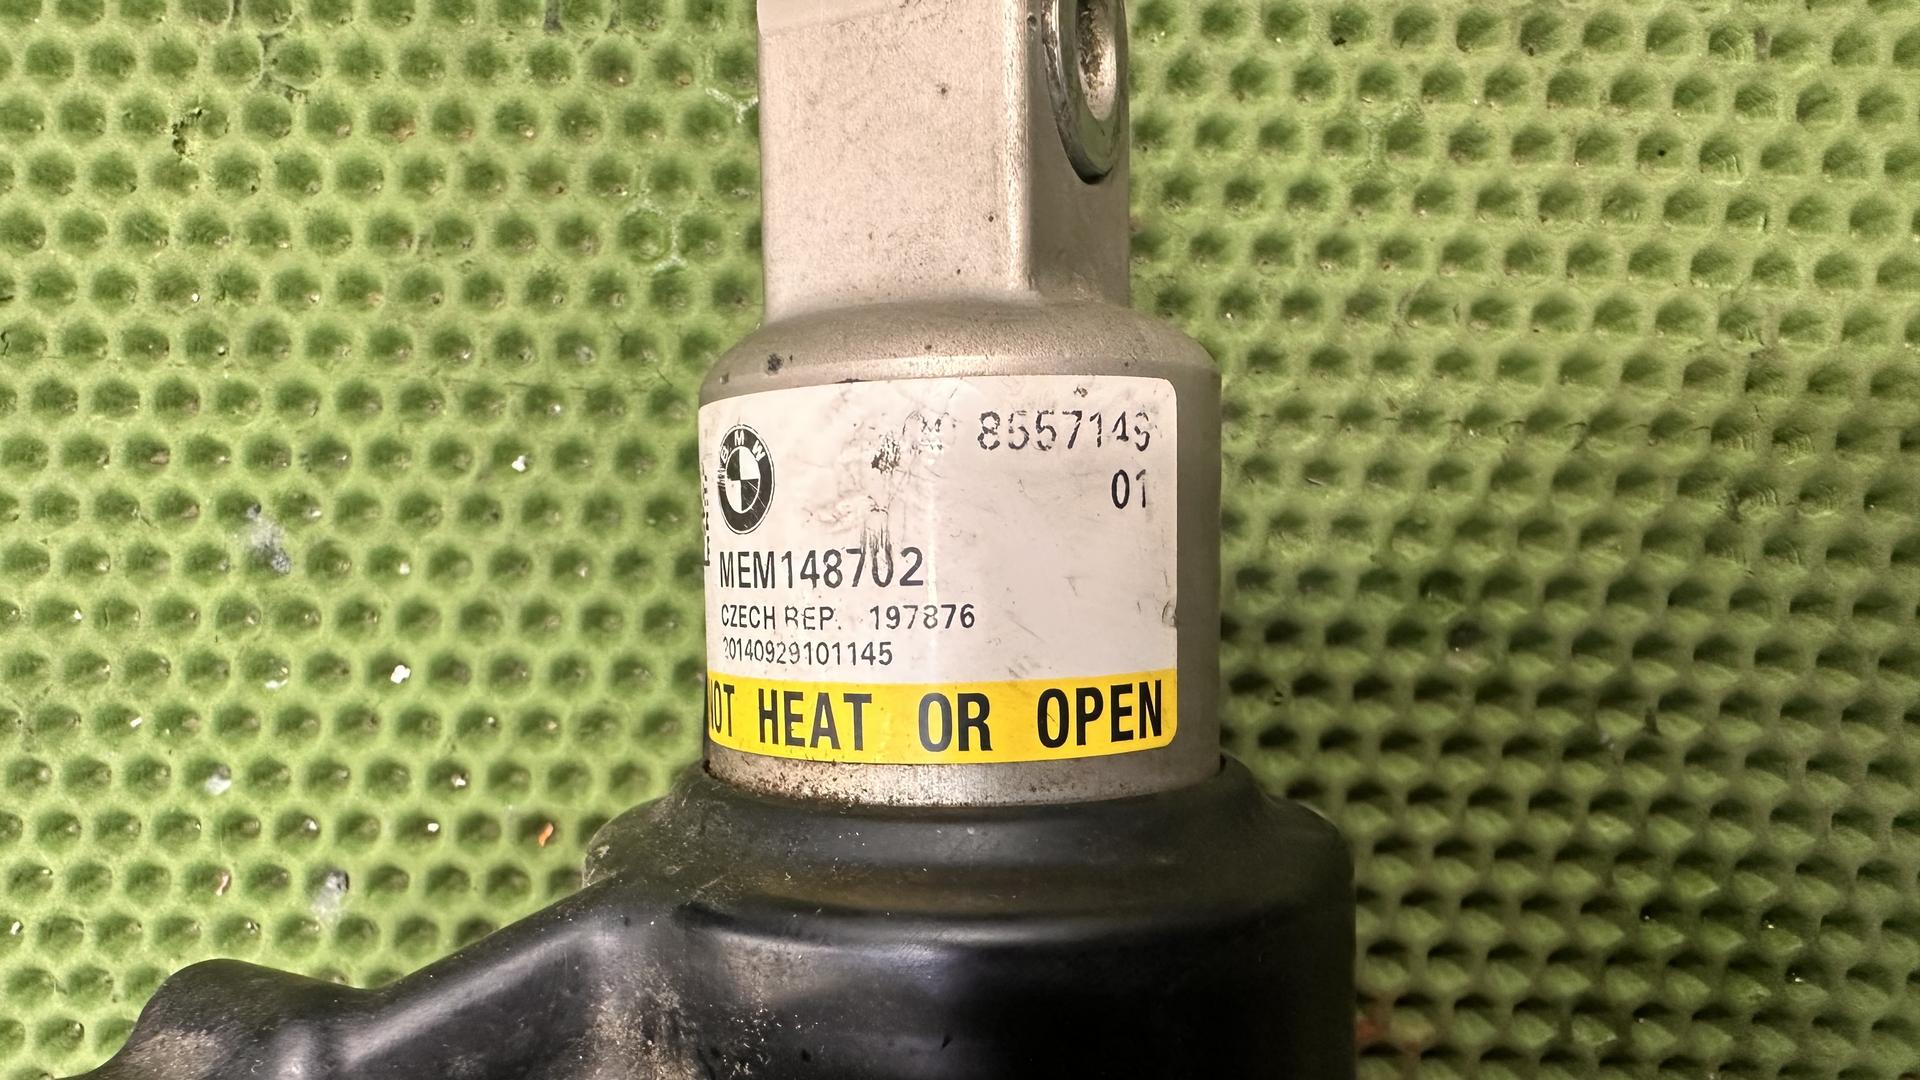 BMW
8557149
01
MEM148702
CZECH REP. 197876
20140929101145
NOT HEAT OR OPEN